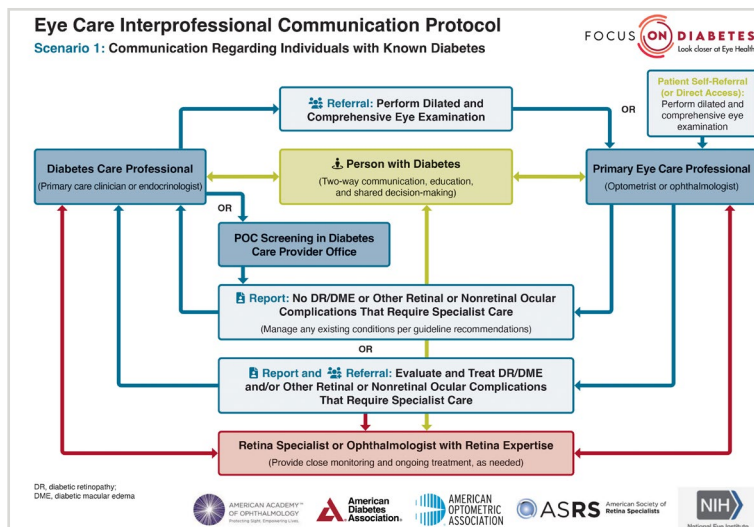 Eye Care Interprofessional Communication Protocol
Scenario 1: Communication Regarding Individuals with Known Diabetes
FOCUS ON DIABETES
Look closer at Eye Health
Referral: Perform Dilated and
Comprehensive Eye Examination
OR
Patient Self-Referral
(or Direct Access):
Perform dilated and
comprehensive eye
examination
Diabetes Care Professional
(Primary care clinician or endocrinologist)
Person with Diabetes
(Two-way communication, education,
and shared decision-making)
Primary Eye Care Professional
(Optometrist or ophthalmologist)
OR
POC Screening in Diabetes
Care Provider Office
Report: No DR/DME or Other Retinal or Nonretinal Ocular
Complications That Require Specialist Care
(Manage any existing conditions per guideline recommendations)
OR
Report and Referral: Evaluate and Treat DR/DME
and/or Other Retinal or Nonretinal Ocular Complications
That Require Specialist Care
Retina Specialist or Ophthalmologist with Retina Expertise
(Provide close monitoring and ongoing treatment, as needed)
DR, diabetic retinopathy;
DME, diabetic macular edema
AMERICAN ACADEMY™
OF OPHTHALMOLOGY
Protecting Sight. Empowering Lives.
American
Diabetes
Association®
AMERICAN
OPTOMETRIC
ASSOCIATION
ASRS American Society of
Retina Specialists
NIH
National Eye Institute